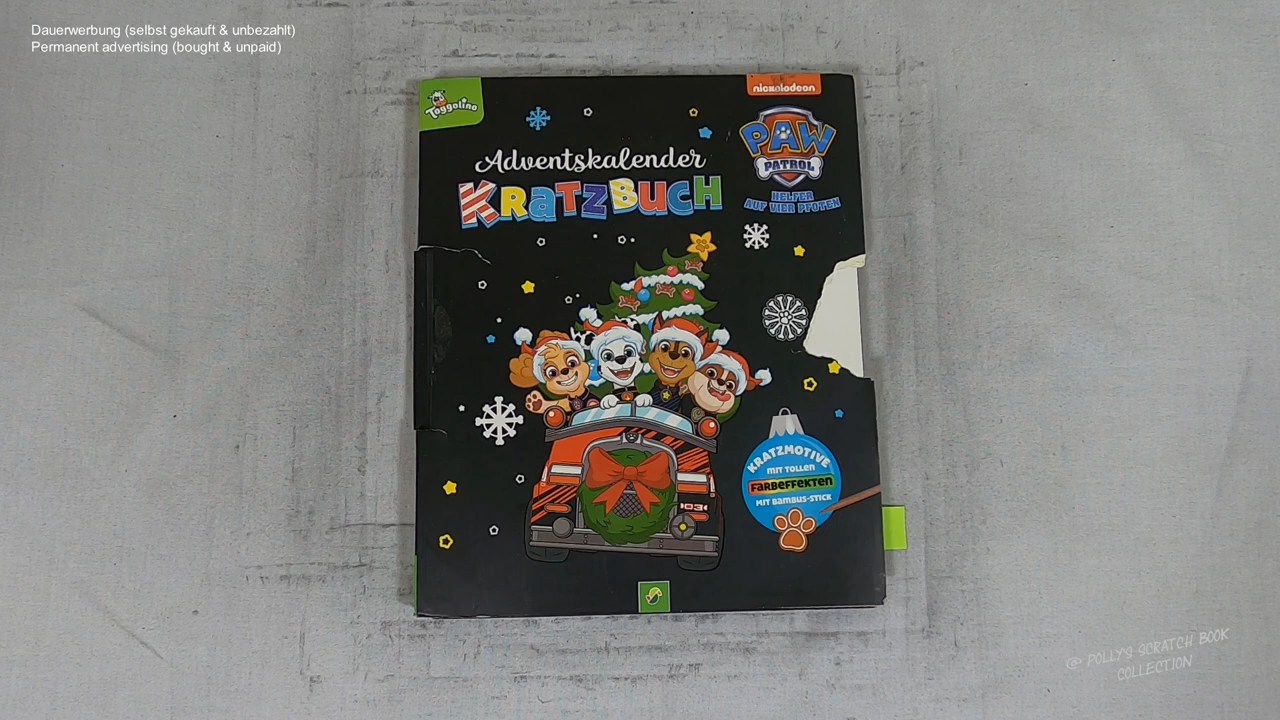 Dauerwerbung (selbst gekauft & unbezahlt)
Permanent advertising (bought & unpaid)
Toggolino
nickelodeon
PAW
PATROL
HELFER
AUF VIER PFOTEN
Adventskalender
KRatzBUCH
KRATZMOTIVE
MIT TOLLEN
FARBEFFEKTEN
MIT BAMBUS-STICK
@ POLLY'S SCRATCH BOOK
COLLECTION